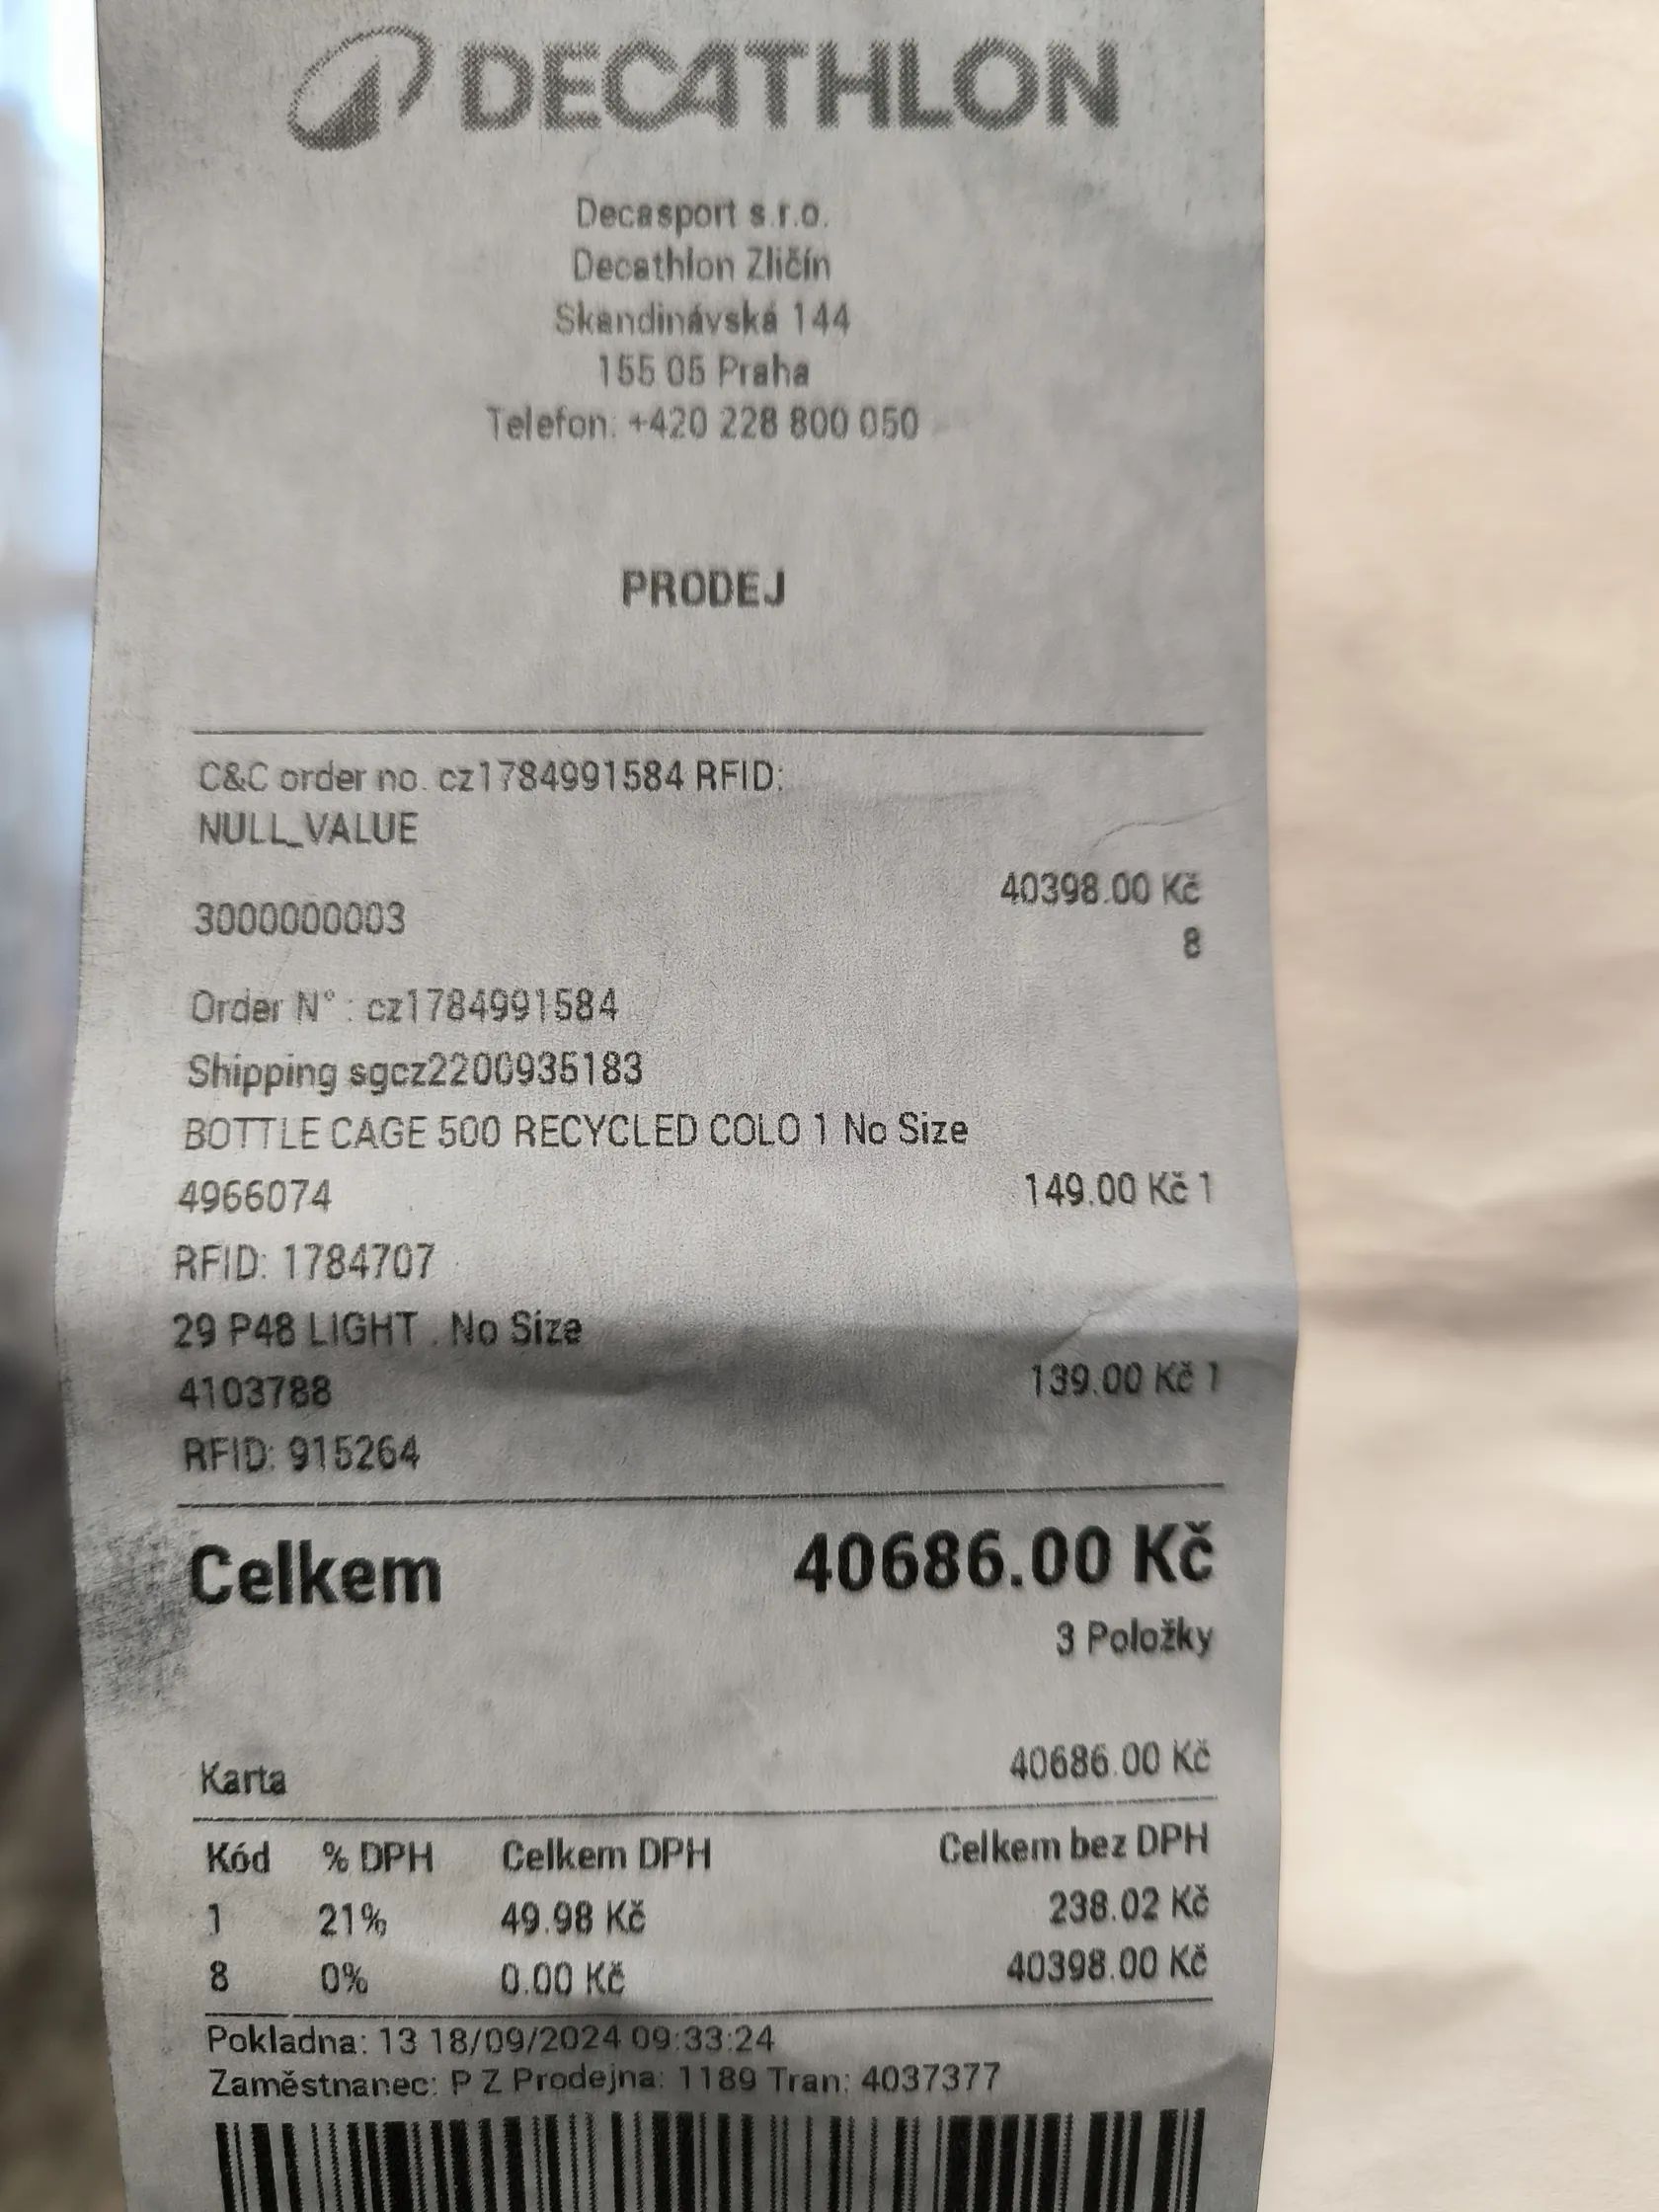 DECATHLON
Decasport s.r.o.
Decathlon Zličín
Skandinávská 144
155 05 Praha
Telefon: +420 228 800 050
PRODEJ
C&C order no. cz1784991584 RFID:
NULL_VALUE
40398.00 Kč
3000000003
8
Order N° : cz1784991584
Shipping sgcz2200935183
BOTTLE CAGE 500 RECYCLED COLO 1 No Size
4966074 149.00 Kč 1
RFID: 1784707
29 P48 LIGHT . No Size
4103788 139.00 Kč 1
RFID: 915264
Celkem 40686.00 Kč
3 Položky
Karta 40686.00 Kč
Kód % DPH Celkem DPH Celkem bez DPH
1 21% 49.98 Kč 238.02 Kč
8 0% 0.00 Kč 40398.00 Kč
Pokladna: 13 18/09/2024 09:33:24
Zaměstnanec: P Z Prodejna: 1189 Tran: 4037377